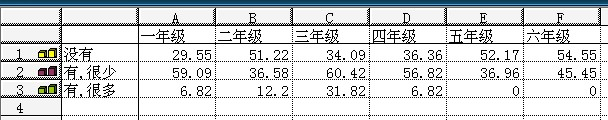 A B C D E F
一年级 二年级 三年级 四年级 五年级 六年级
1 没有 29.55 51.22 34.09 36.36 52.17 54.55
2 有,很少 59.09 36.58 60.42 56.82 36.96 45.45
3 有,很多 6.82 12.2 31.82 6.82 0 0
4